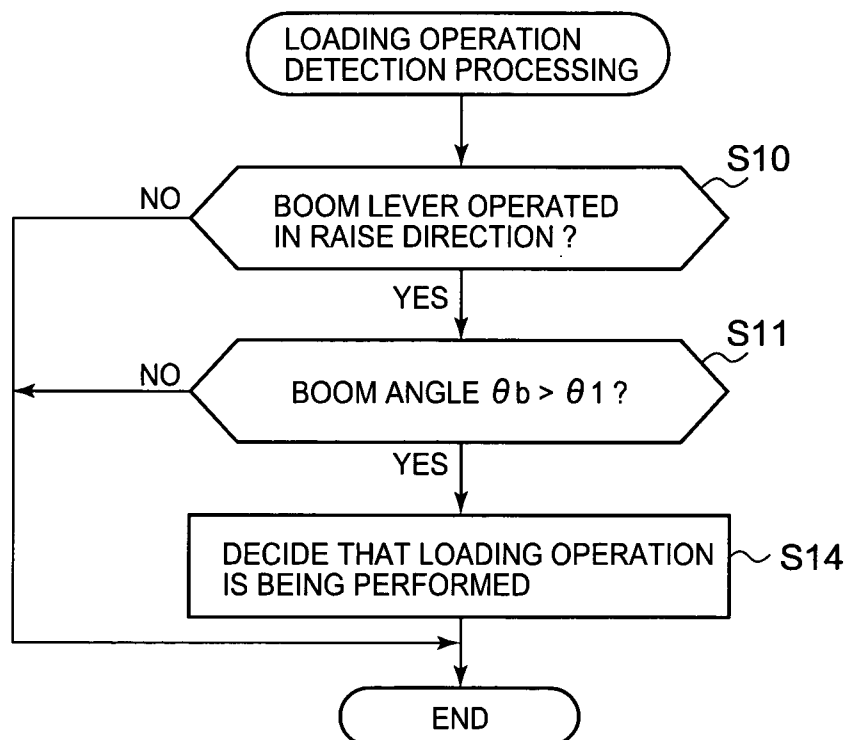 LOADING OPERATION
DETECTION PROCESSING
S10
NO
BOOM LEVER OPERATED
IN RAISE DIRECTION ?
YES
S11
NO
BOOM ANGLE θb > θ1 ?
YES
DECIDE THAT LOADING OPERATION
IS BEING PERFORMED
S14
END